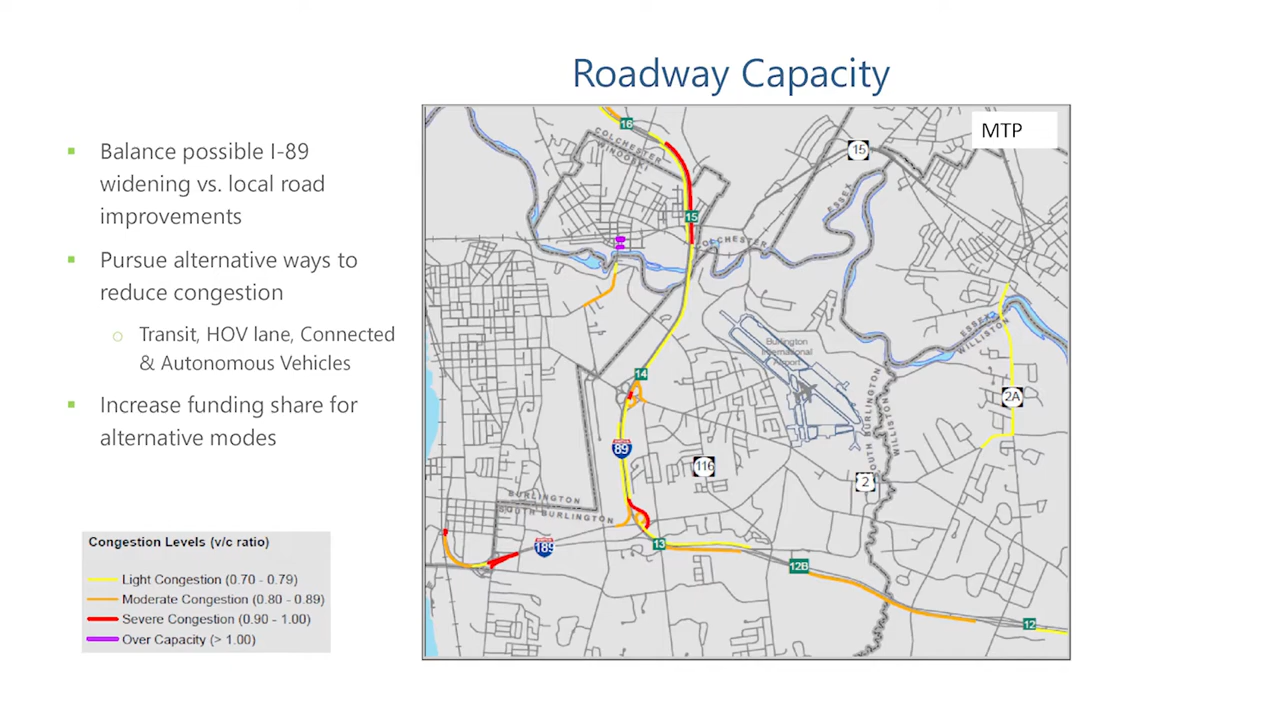 Roadway Capacity
▪ Balance possible I-89
widening vs. local road
improvements
▪ Pursue alternative ways to
reduce congestion
o Transit, HOV lane, Connected
& Autonomous Vehicles
▪ Increase funding share for
alternative modes
Congestion Levels (v/c ratio)
Light Congestion (0.70 - 0.79)
Moderate Congestion (0.80 - 0.89)
Severe Congestion (0.90 - 1.00)
Over Capacity (> 1.00)
MTP
16
COLCHESTER
WINOOSKI
15
ESSEX
15
COLCHESTER
Burlington
International
Airport
ESSEX
WILLISTON
14
2A
SOUTH BURLINGTON
WILLISTON
89
116
2
BURLINGTON
SOUTH BURLINGTON
189
13
12B
12